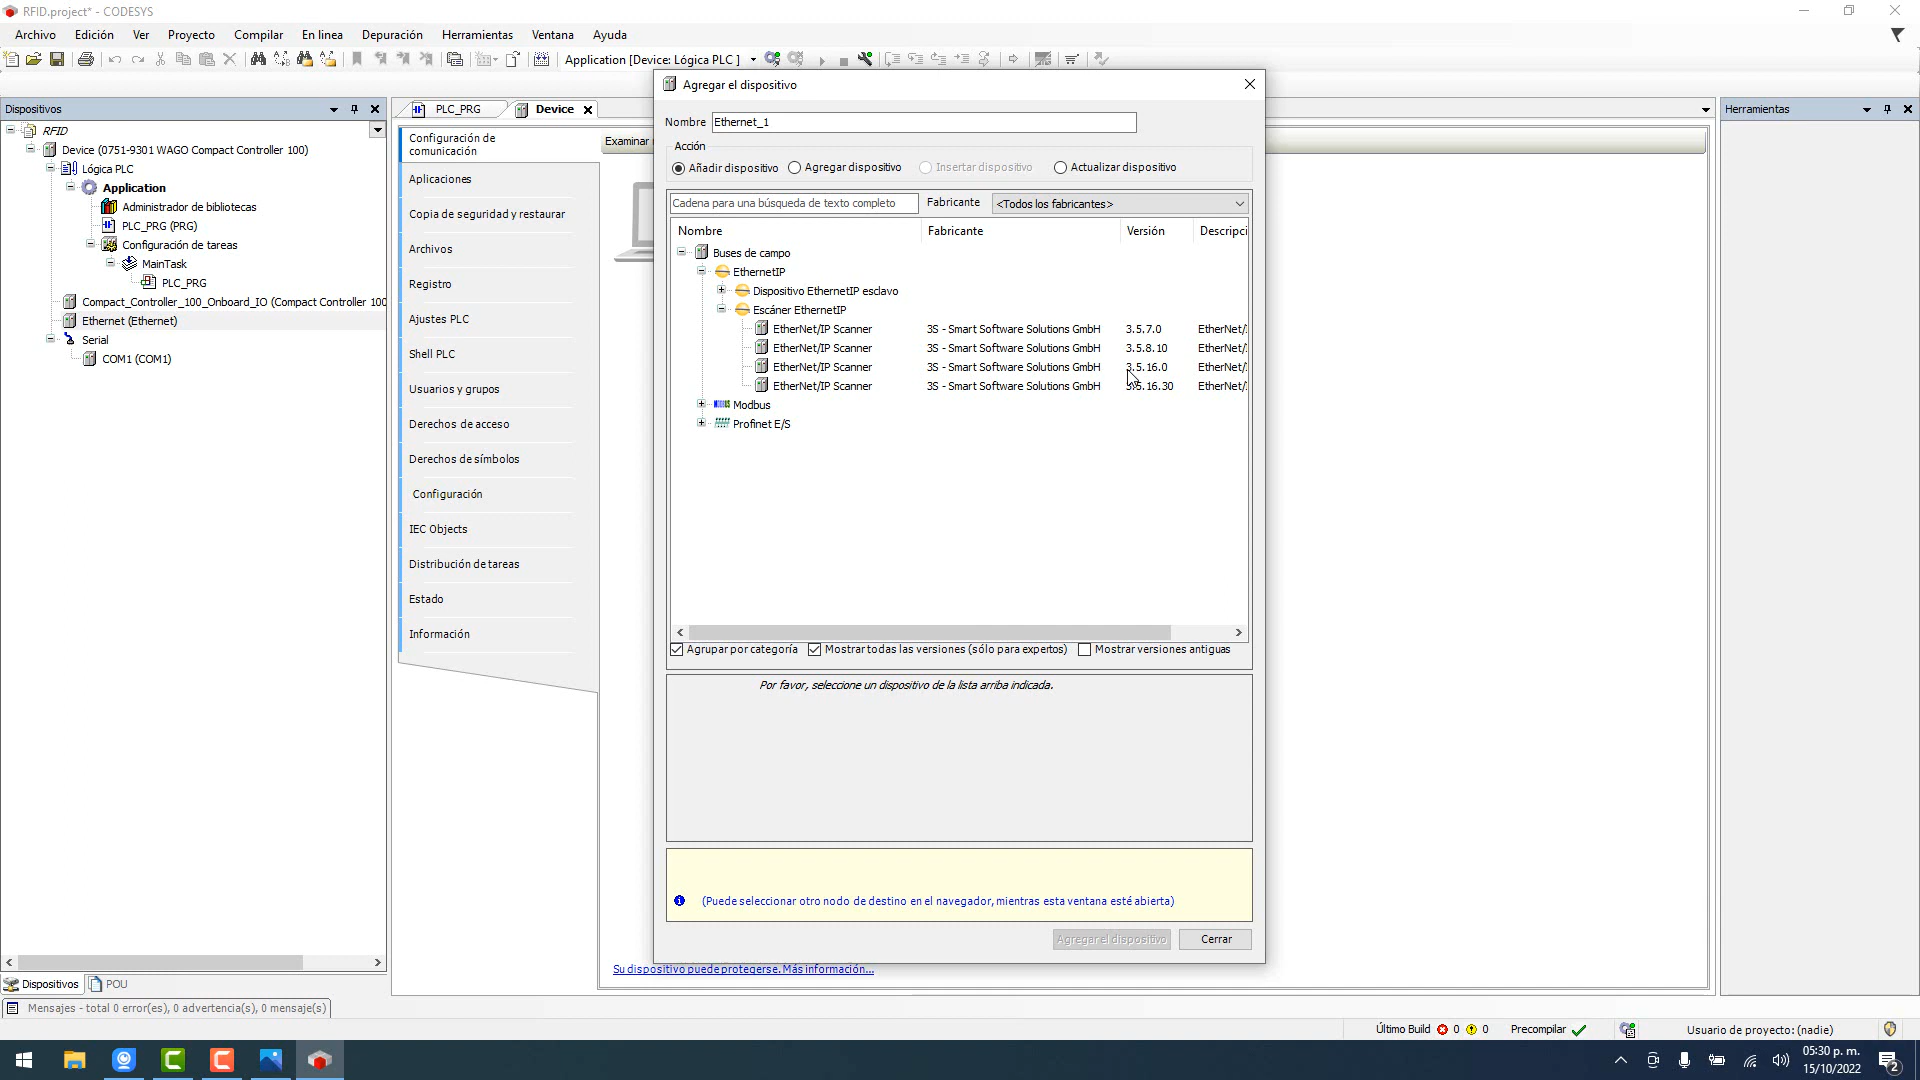 RFID.project* - CODESYS
Archivo Edición Ver Proyecto Compilar En linea Depuración Herramientas Ventana Ayuda
Application [Device: Lógica PLC ]
Dispositivos
RFID
Device (0751-9301 WAGO Compact Controller 100)
Lógica PLC
Application
Administrador de bibliotecas
PLC_PRG (PRG)
Configuración de tareas
MainTask
PLC_PRG
Compact_Controller_100_Onboard_IO (Compact Controller 100
Ethernet (Ethernet)
Serial
COM1 (COM1)
Dispositivos POU
PLC_PRG Device
Configuración de comunicación
Aplicaciones
Copia de seguridad y restaurar
Archivos
Registro
Ajustes PLC
Shell PLC
Usuarios y grupos
Derechos de acceso
Derechos de símbolos
Configuración
IEC Objects
Distribución de tareas
Estado
Información
Examinar
Agregar el dispositivo
Nombre Ethernet_1
Acción
Añadir dispositivo Agregar dispositivo Insertar dispositivo Actualizar dispositivo
Cadena para una búsqueda de texto completo Fabricante <Todos los fabricantes>
Nombre Fabricante Versión Descripci
Buses de campo
EthernetIP
Dispositivo EthernetIP esclavo
Escáner EthernetIP
EtherNet/IP Scanner 3S - Smart Software Solutions GmbH 3.5.7.0 EtherNet/
EtherNet/IP Scanner 3S - Smart Software Solutions GmbH 3.5.8.10 EtherNet/
EtherNet/IP Scanner 3S - Smart Software Solutions GmbH 3.5.16.0 EtherNet/
EtherNet/IP Scanner 3S - Smart Software Solutions GmbH 3.5.16.30 EtherNet/
Modbus
Profinet E/S
Agrupar por categoría Mostrar todas las versiones (sólo para expertos) Mostrar versiones antiguas
Por favor, seleccione un dispositivo de la lista arriba indicada.
(Puede seleccionar otro nodo de destino en el navegador, mientras esta ventana esté abierta)
Agregar el dispositivo Cerrar
Su dispositivo puede protegerse. Más información...
Herramientas
Mensajes - total 0 error(es), 0 advertencia(s), 0 mensaje(s)
Último Build 0 0 Precompilar Usuario de proyecto: (nadie)
05:30 p. m.
15/10/2022
2